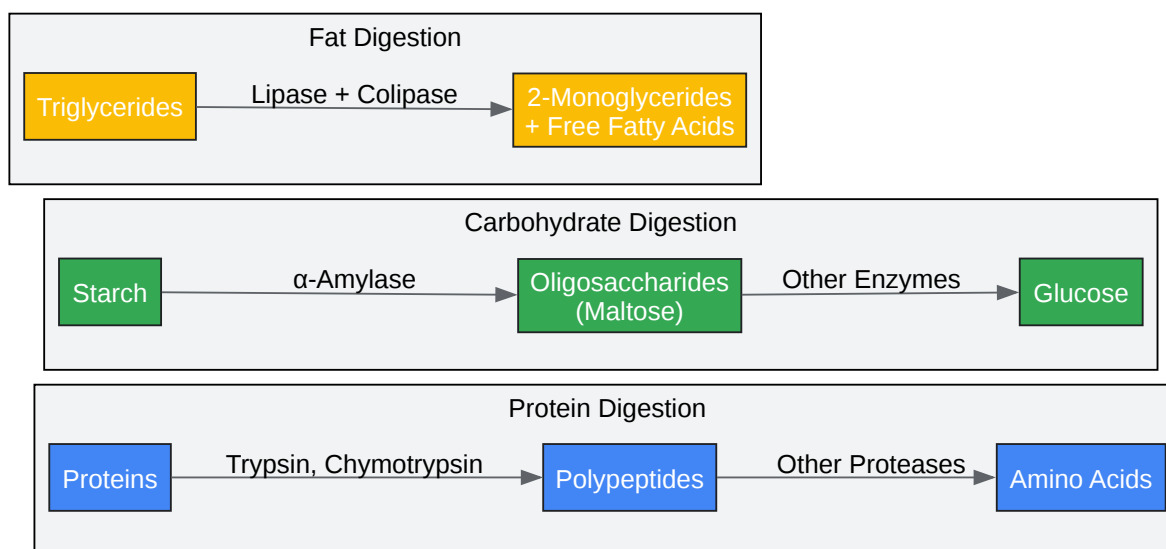 Fat Digestion
Triglycerides
Lipase + Colipase
2-Monoglycerides
+ Free Fatty Acids
Carbohydrate Digestion
Starch
α-Amylase
Oligosaccharides
(Maltose)
Other Enzymes
Glucose
Protein Digestion
Proteins
Trypsin, Chymotrypsin
Polypeptides
Other Proteases
Amino Acids